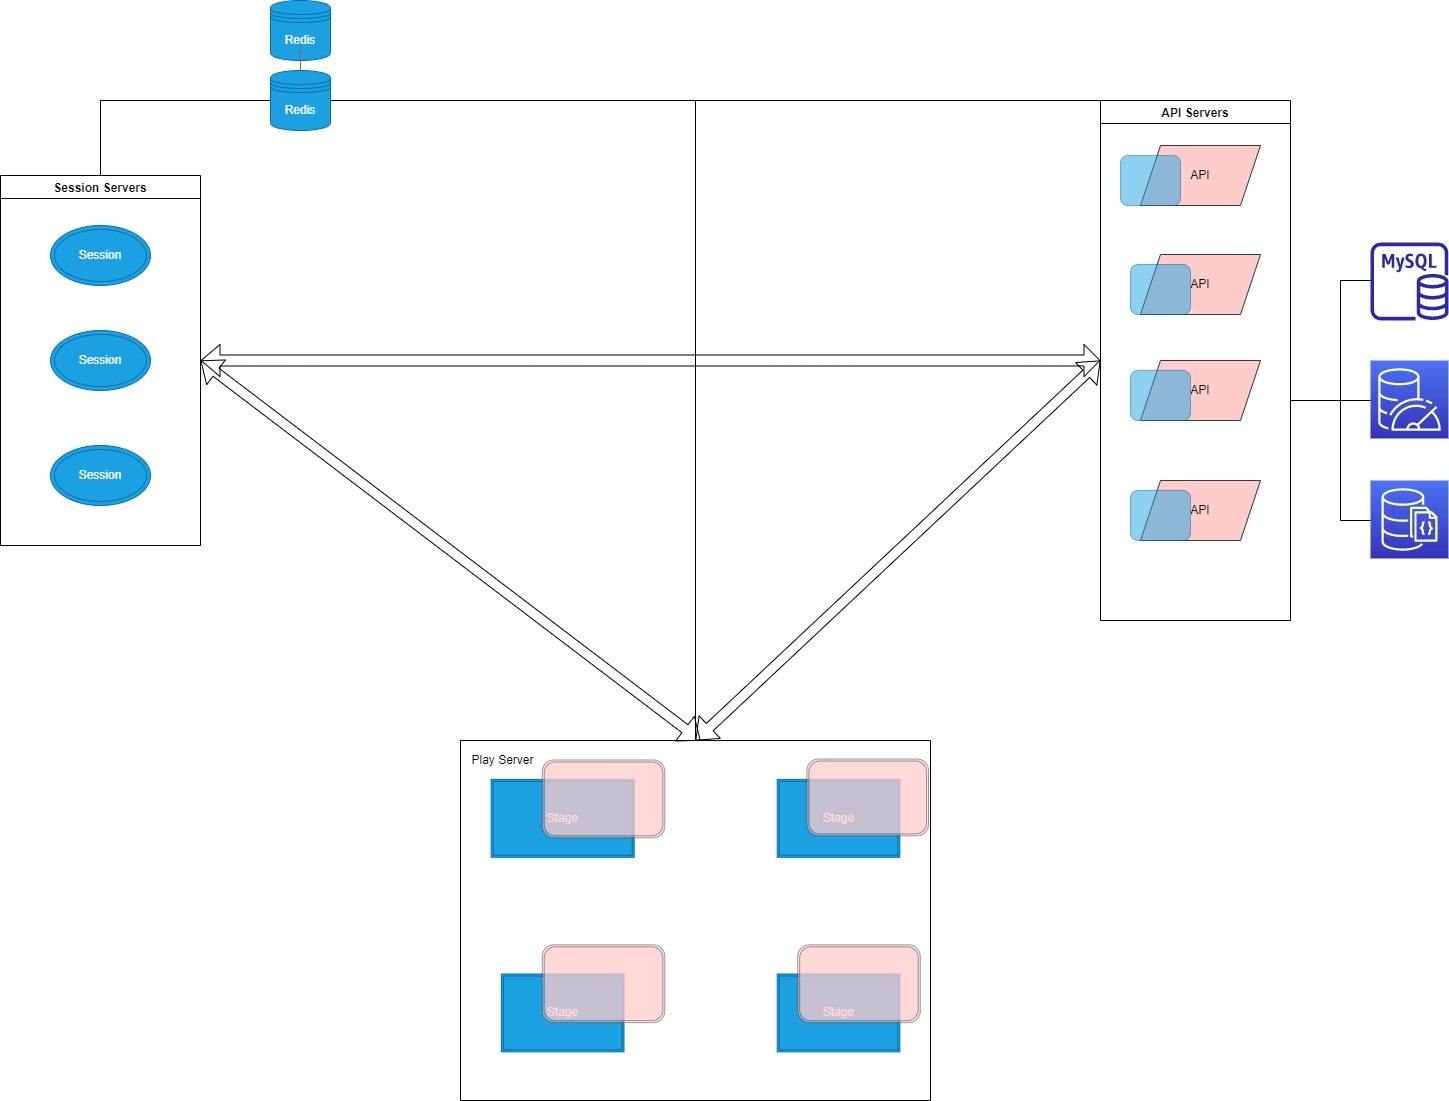 Redis
Redis
API Servers
Session Servers
API
Session
MySQL
API
Session
API
Session
API
Play Server
Stage
Stage
Stage
Stage